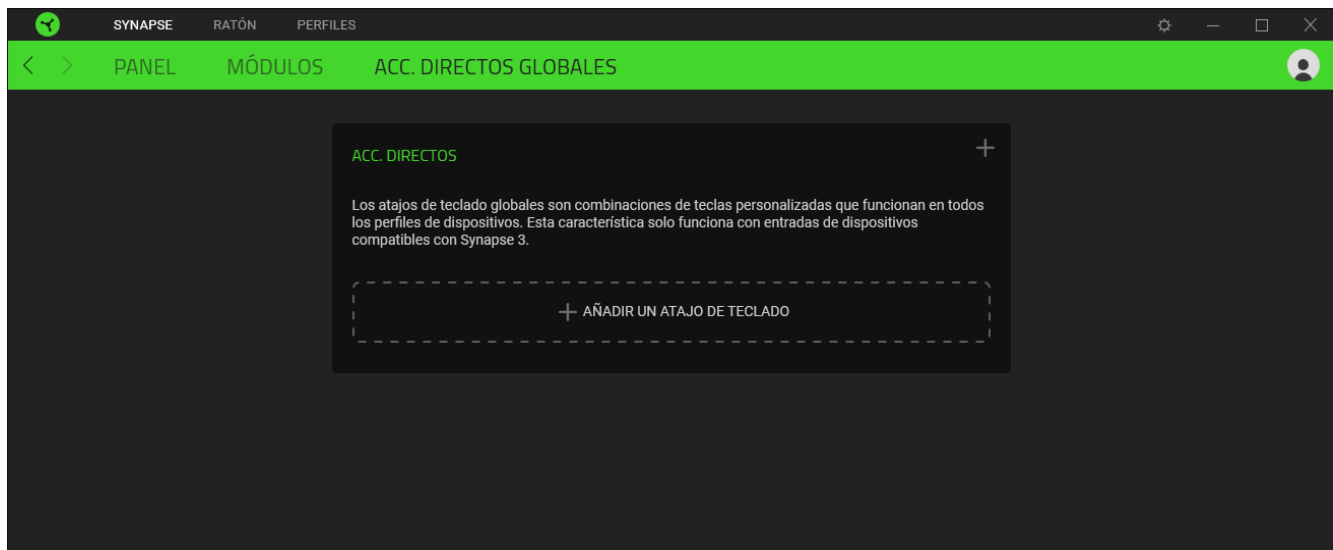 SYNAPSE RATÓN PERFILES
PANEL MÓDULOS ACC. DIRECTOS GLOBALES
ACC. DIRECTOS
Los atajos de teclado globales son combinaciones de teclas personalizadas que funcionan en todos
los perfiles de dispositivos. Esta característica solo funciona con entradas de dispositivos
compatibles con Synapse 3.
AÑADIR UN ATAJO DE TECLADO